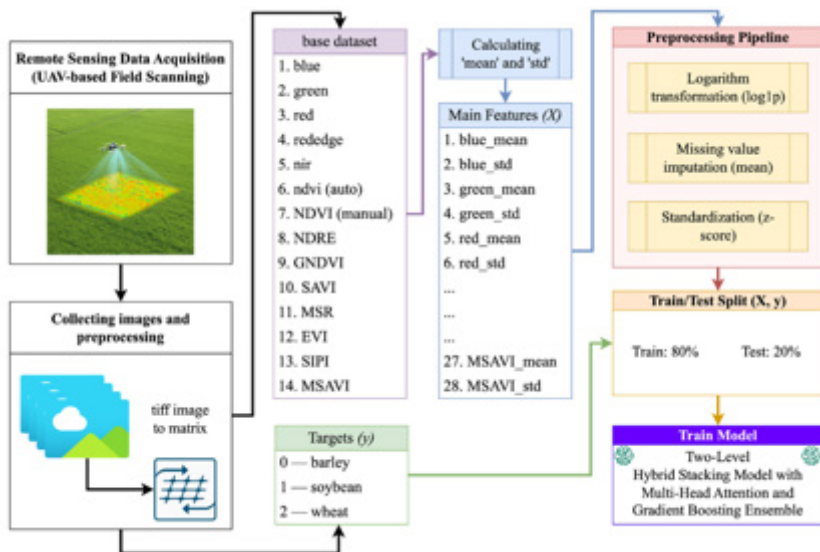 Remote Sensing Data Acquisition
(UAV-based Field Scanning)
Collecting images and
preprocessing
tiff image
to matrix
base dataset
1. blue
2. green
3. red
4. rededge
5. nir
6. ndvi (auto)
7. NDVI (manual)
8. NDRE
9. GNDVI
10. SAVI
11. MSR
12. EVI
13. SIPI
14. MSAVI
Targets (y)
0 — barley
1 — soybean
2 — wheat
Calculating
'mean' and 'std'
Main Features (X)
1. blue_mean
2. blue_std
3. green_mean
4. green_std
5. red_mean
6. red_std
...
...
...
27. MSAVI_mean
28. MSAVI_std
Preprocessing Pipeline
Logarithm
transformation (log1p)
Missing value
imputation (mean)
Standardization (z-
score)
Train/Test Split (X, y)
Train: 80% Test: 20%
Train Model
Two-Level
Hybrid Stacking Model with
Multi-Head Attention and
Gradient Boosting Ensemble